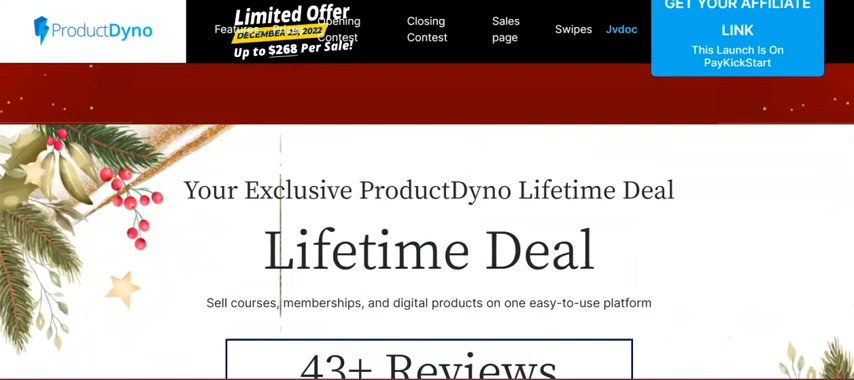 ProductDyno
Limited Offer
DECEMBER 29, 2022
Up to $268 Per Sale!
Opening
Contest
Closing
Contest
Sales
page
Swipes
Jvdoc
GET YOUR AFFILIATE
LINK
This Launch Is On
PayKickStart
Your Exclusive ProductDyno Lifetime Deal
Lifetime Deal
Sell courses, memberships, and digital products on one easy-to-use platform
43+ Reviews